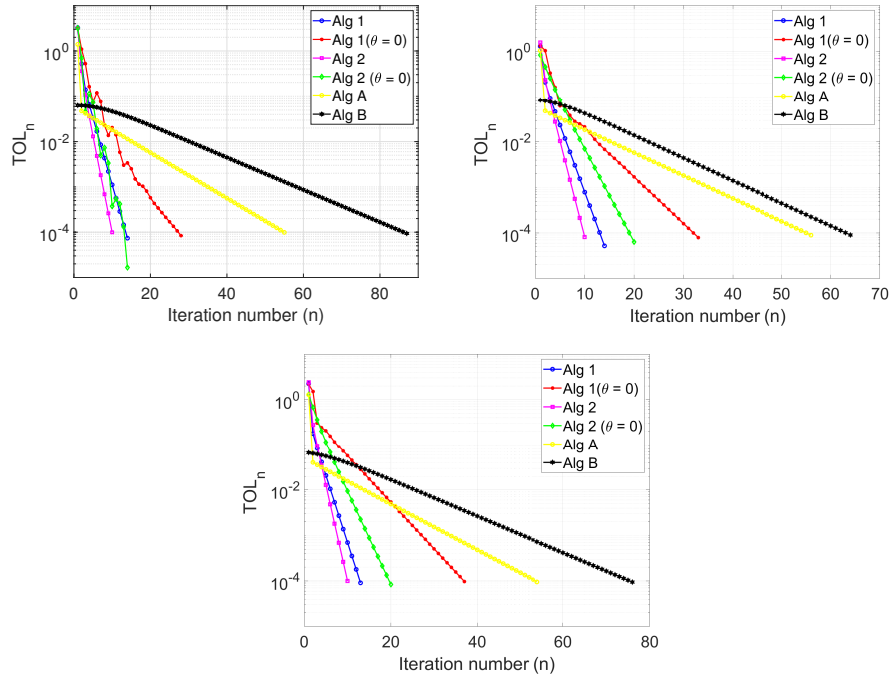 Alg 1
Alg 1(θ = 0)
Alg 2
Alg 2 (θ = 0)
Alg A
Alg B
10^0
10^-2
10^-4
TOL_n
0 20 40 60 80
Iteration number (n)
Alg 1
Alg 1(θ = 0)
Alg 2
Alg 2 (θ = 0)
Alg A
Alg B
10^0
10^-2
10^-4
TOL_n
0 10 20 30 40 50 60 70
Iteration number (n)
Alg 1
Alg 1(θ = 0)
Alg 2
Alg 2 (θ = 0)
Alg A
Alg B
10^0
10^-2
10^-4
TOL_n
0 20 40 60 80
Iteration number (n)